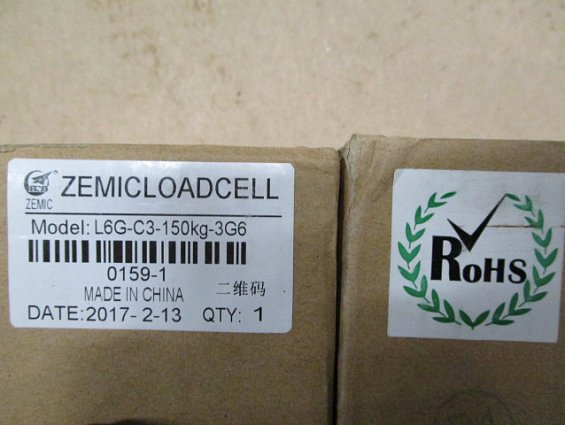 ZEMIC
ZEMICLOADCELL
Model: L6G-C3-150kg-3G6
0159-1
MADE IN CHINA 二维码
DATE:2017- 2-13 QTY: 1
RoHS